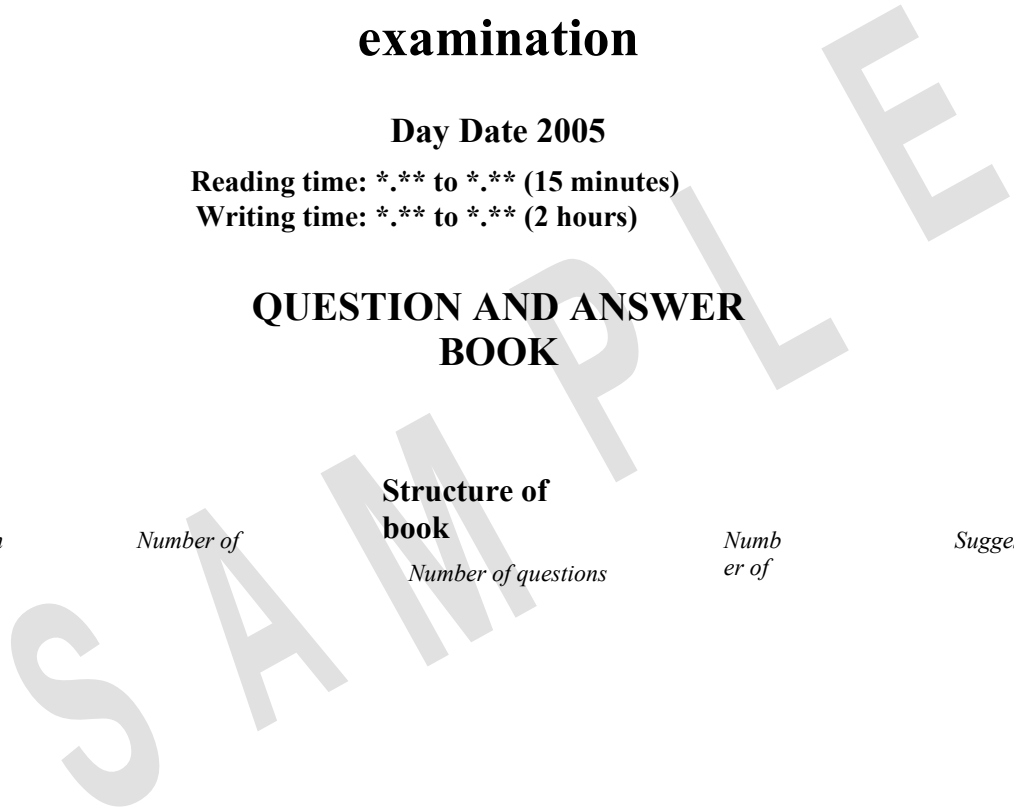 examination
Day Date 2005
Reading time: *.** to *.** (15 minutes)
Writing time: *.** to *.** (2 hours)
QUESTION AND ANSWER
BOOK
Structure of
book
Number of
Number of questions
Numb
er of
SAMPLE